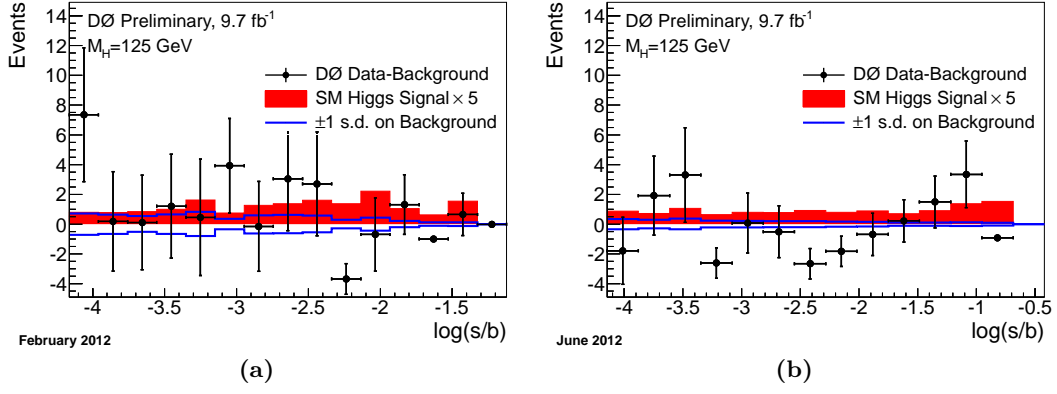 Events
14
12
10
8
6
4
2
0
-2
-4
DØ Preliminary, 9.7 fb-1
MH=125 GeV
DØ Data-Background
SM Higgs Signal × 5
±1 s.d. on Background
-4 -3.5 -3 -2.5 -2 -1.5
log(s/b)
February 2012
(a)
Events
14
12
10
8
6
4
2
0
-2
-4
DØ Preliminary, 9.7 fb-1
MH=125 GeV
DØ Data-Background
SM Higgs Signal × 5
±1 s.d. on Background
-4 -3.5 -3 -2.5 -2 -1.5 -1 -0.5
log(s/b)
June 2012
(b)